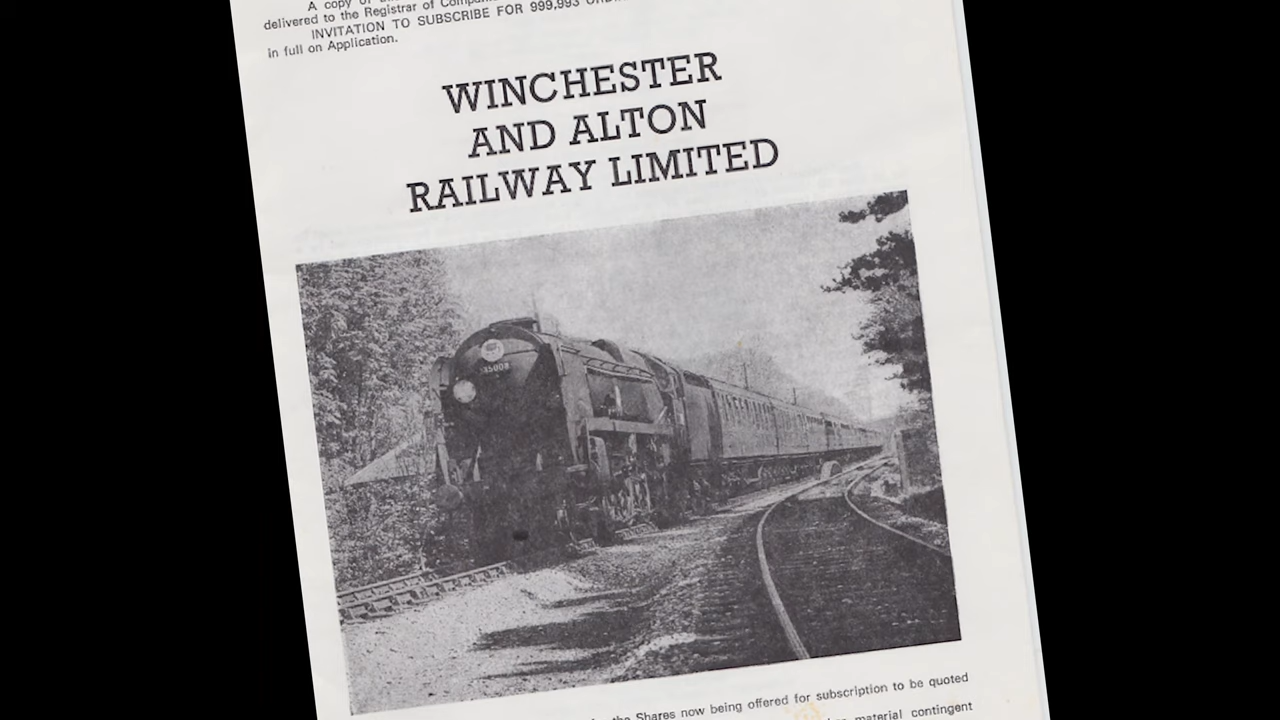 A copy of
delivered to the Registrar of
INVITATION TO SUBSCRIBE FOR 999,993
in full on Application.
WINCHESTER
AND ALTON
RAILWAY LIMITED
35008
the Shares now being offered for subscription to be quoted
material contingent